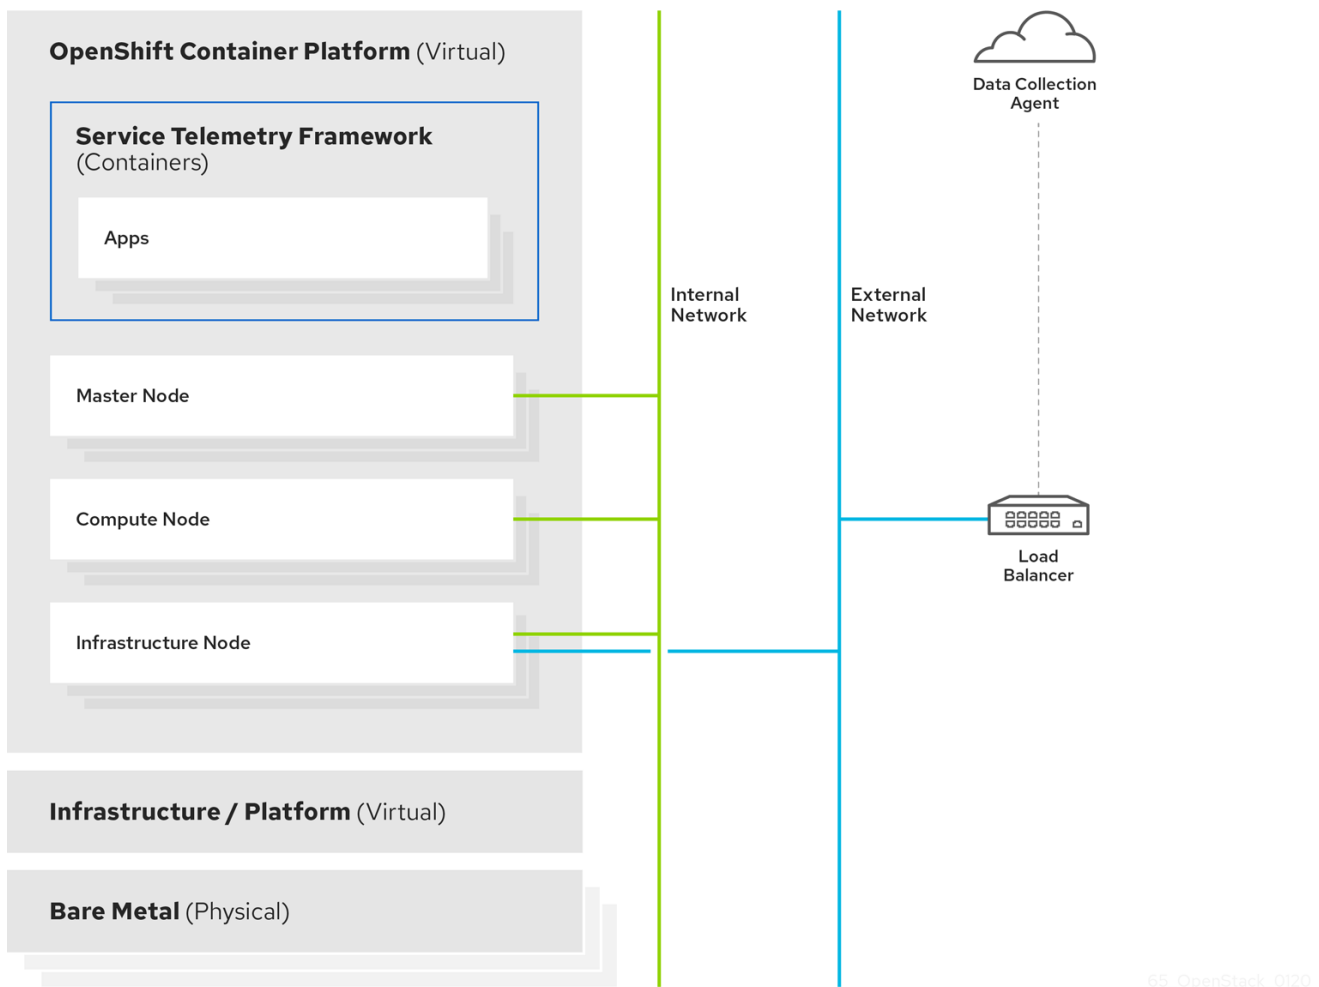 OpenShift Container Platform (Virtual)
Service Telemetry Framework
(Containers)
Apps
Master Node
Compute Node
Infrastructure Node
Infrastructure / Platform (Virtual)
Bare Metal (Physical)
Internal
Network
External
Network
Data Collection
Agent
Load
Balancer
65_OpenStack_0120